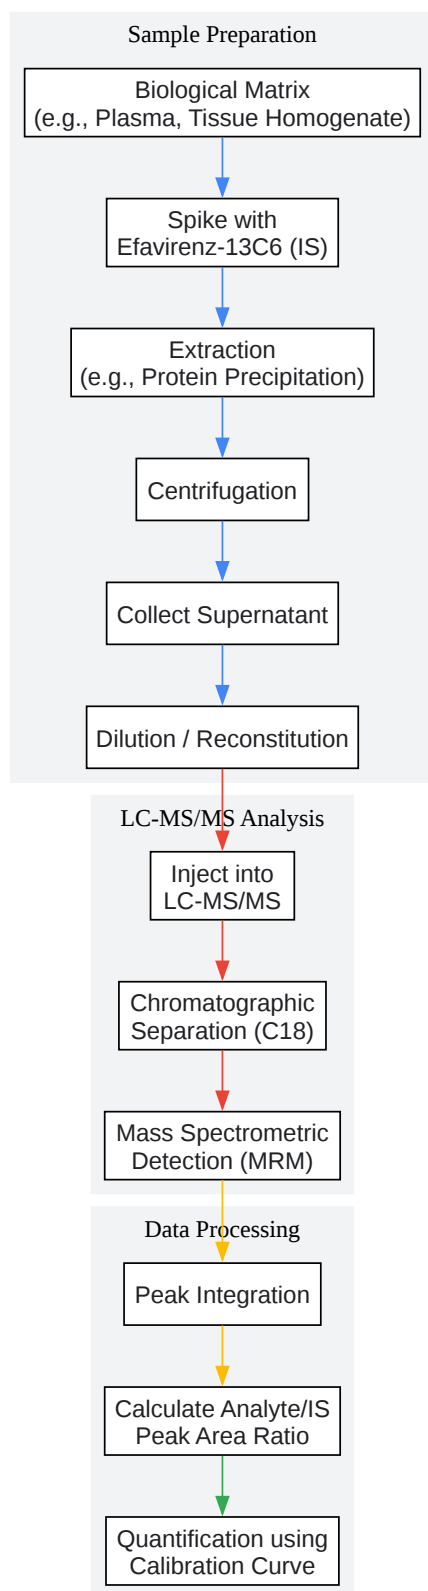 Sample Preparation
Biological Matrix
(e.g., Plasma, Tissue Homogenate)
Spike with
Efavirenz-13C6 (IS)
Extraction
(e.g., Protein Precipitation)
Centrifugation
Collect Supernatant
Dilution / Reconstitution
LC-MS/MS Analysis
Inject into
LC-MS/MS
Chromatographic
Separation (C18)
Mass Spectrometric
Detection (MRM)
Data Processing
Peak Integration
Calculate Analyte/IS
Peak Area Ratio
Quantification using
Calibration Curve